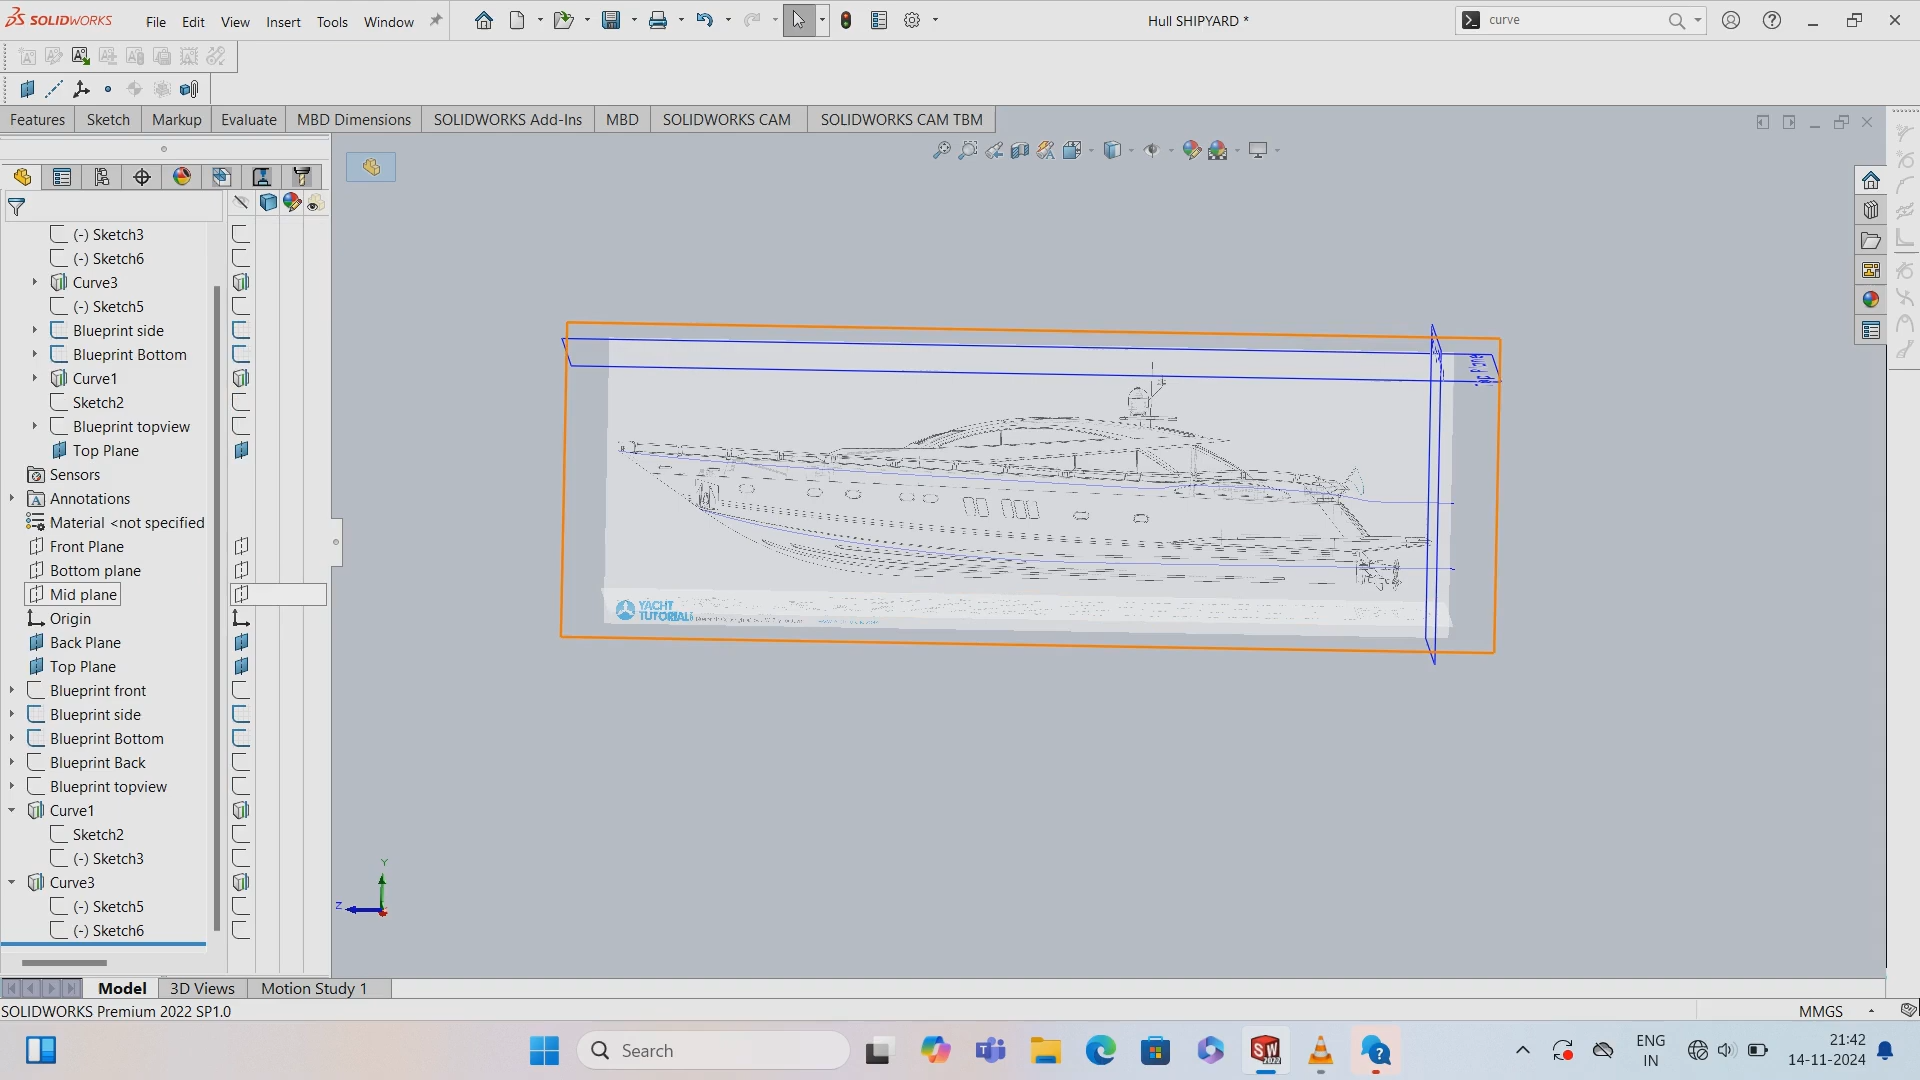 SOLIDWORKS File Edit View Insert Tools Window Hull SHIPYARD * curve
Features Sketch Markup Evaluate MBD Dimensions SOLIDWORKS Add-Ins MBD SOLIDWORKS CAM SOLIDWORKS CAM TBM
(-) Sketch3
(-) Sketch6
Curve3
(-) Sketch5
Blueprint side
Blueprint Bottom
Curve1
Sketch2
Blueprint topview
Top Plane
Sensors
Annotations
Material <not specified
Front Plane
Bottom plane
Mid plane
Origin
Back Plane
Top Plane
Blueprint front
Blueprint side
Blueprint Bottom
Blueprint Back
Blueprint topview
Curve1
Sketch2
(-) Sketch3
Curve3
(-) Sketch5
(-) Sketch6
YACHT
TUTORIAL
Y
Z
Model 3D Views Motion Study 1
SOLIDWORKS Premium 2022 SP1.0 MMGS
Search
SW
2022
ENG
IN
21:42
14-11-2024